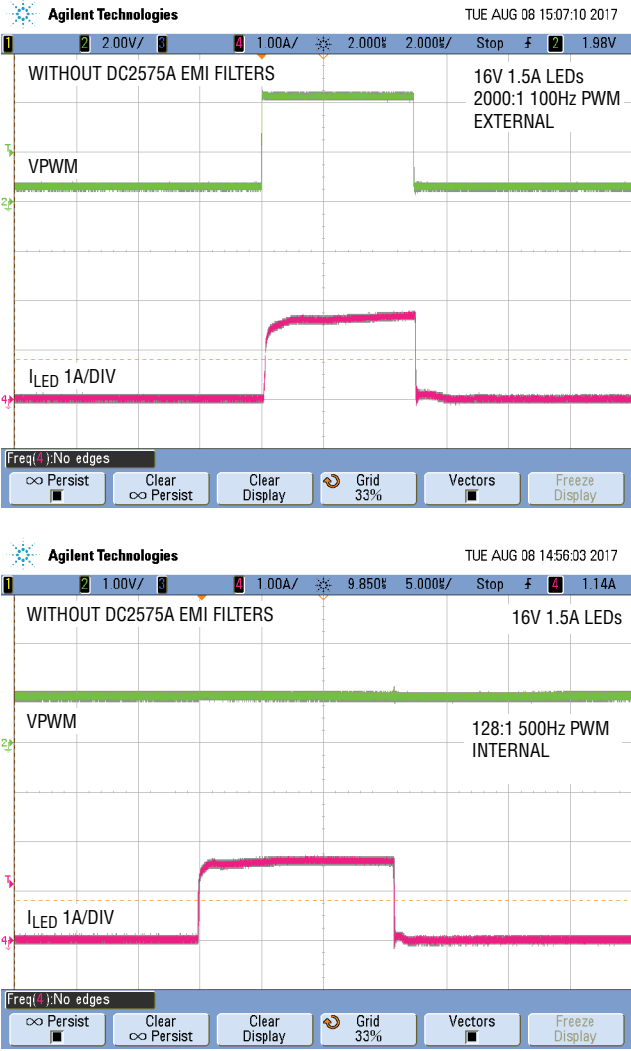 Agilent Technologies TUE AUG 08 15:07:10 2017
1 2 2.00V/ 3 4 1.00A/ 2.000s 2.000s/ Stop 2 1.98V
WITHOUT DC2575A EMI FILTERS
16V 1.5A LEDs
2000:1 100Hz PWM
EXTERNAL
T
VPWM
2
ILED 1A/DIV
4
Freq(4):No edges
∞ Persist Clear ∞ Persist Clear Display Grid 33% Vectors Freeze Display
Agilent Technologies TUE AUG 08 14:56:03 2017
1 2 1.00V/ 3 4 1.00A/ 9.850s 5.000s/ Stop 4 1.14A
WITHOUT DC2575A EMI FILTERS
16V 1.5A LEDs
VPWM
128:1 500Hz PWM
INTERNAL
2
T
ILED 1A/DIV
4
Freq(4):No edges
∞ Persist Clear ∞ Persist Clear Display Grid 33% Vectors Freeze Display